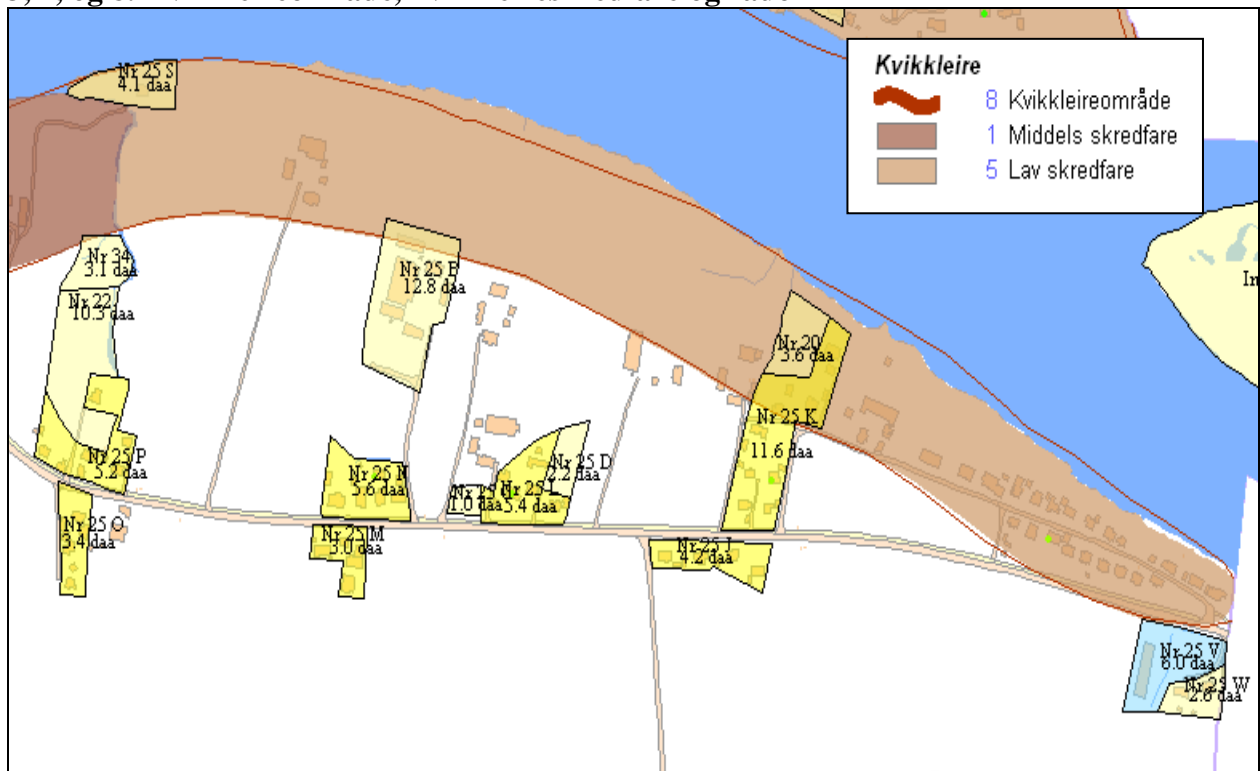 Kvikkleire
8 Kvikkleireområde
1 Middels skredfare
5 Lav skredfare
Nr 25 S
4.1 daa
Nr 34
3.1 daa
Nr 22
10.3 daa
Nr 25 P
5.2 daa
Nr 25 O
3.4 daa
Nr 25 E
12.8 daa
Nr 25 N
5.6 daa
Nr 25 M
3.0 daa
Nr
1.0 daa
Nr 25 L
5.4 daa
Nr 25 D
2.2 daa
Nr 20
3.6 daa
Nr 25 K
11.6 daa
Nr 25
4.2 daa
Nr 25 V
6.0 daa
Nr 25 W
2.6 daa
In